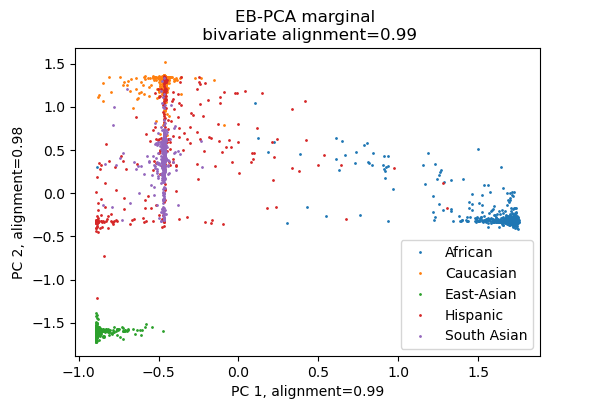 EB-PCA marginal
bivariate alignment=0.99
PC 2, alignment=0.98
1.5
1.0
0.5
0.0
−0.5
−1.0
−1.5
African
Caucasian
East-Asian
Hispanic
South Asian
−1.0
−0.5
0.0
0.5
1.0
1.5
PC 1, alignment=0.99